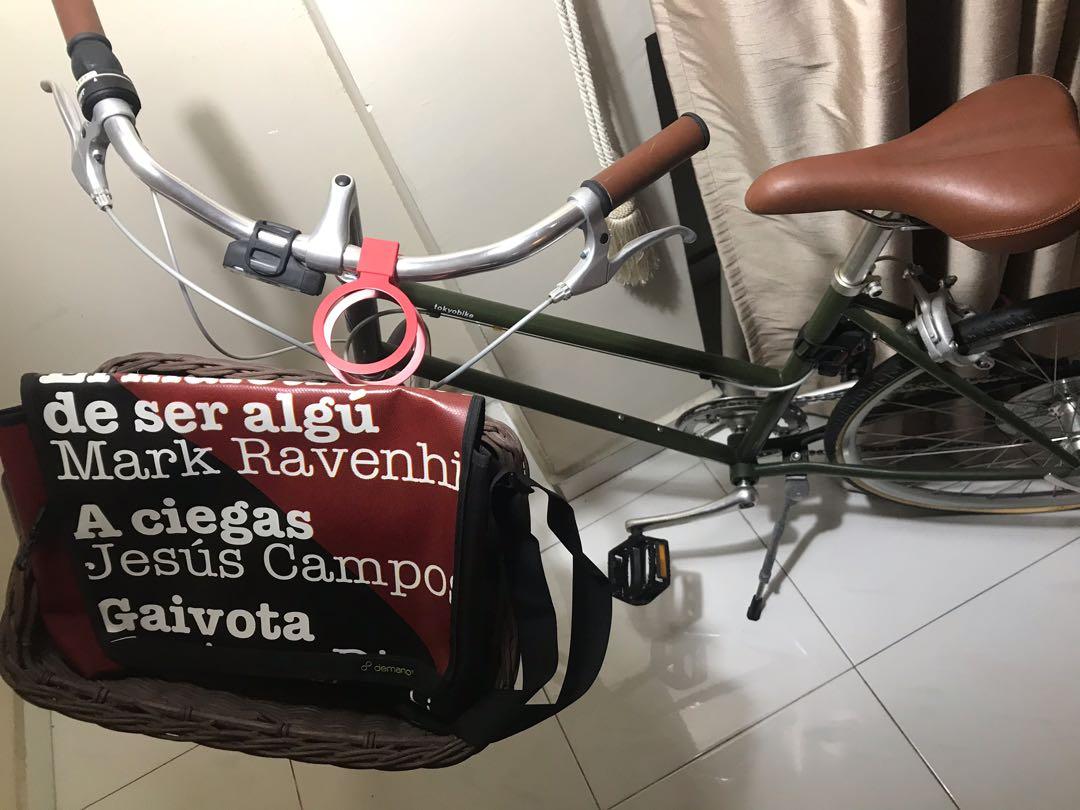 tokyobike
de ser algú
Mark Ravenhi
A ciegas
Jesús Campos
Gaivota
demano